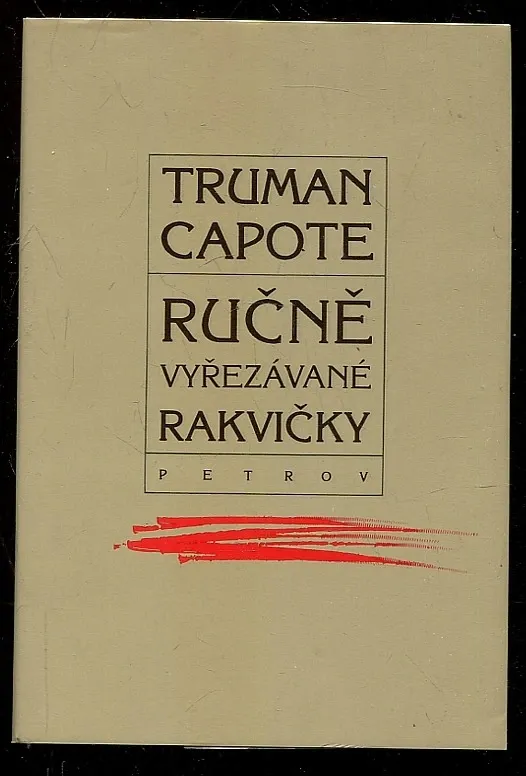 TRUMAN
CAPOTE
RUČNĚ
VYŘEZÁVANÉ
RAKVIČKY
PETROV